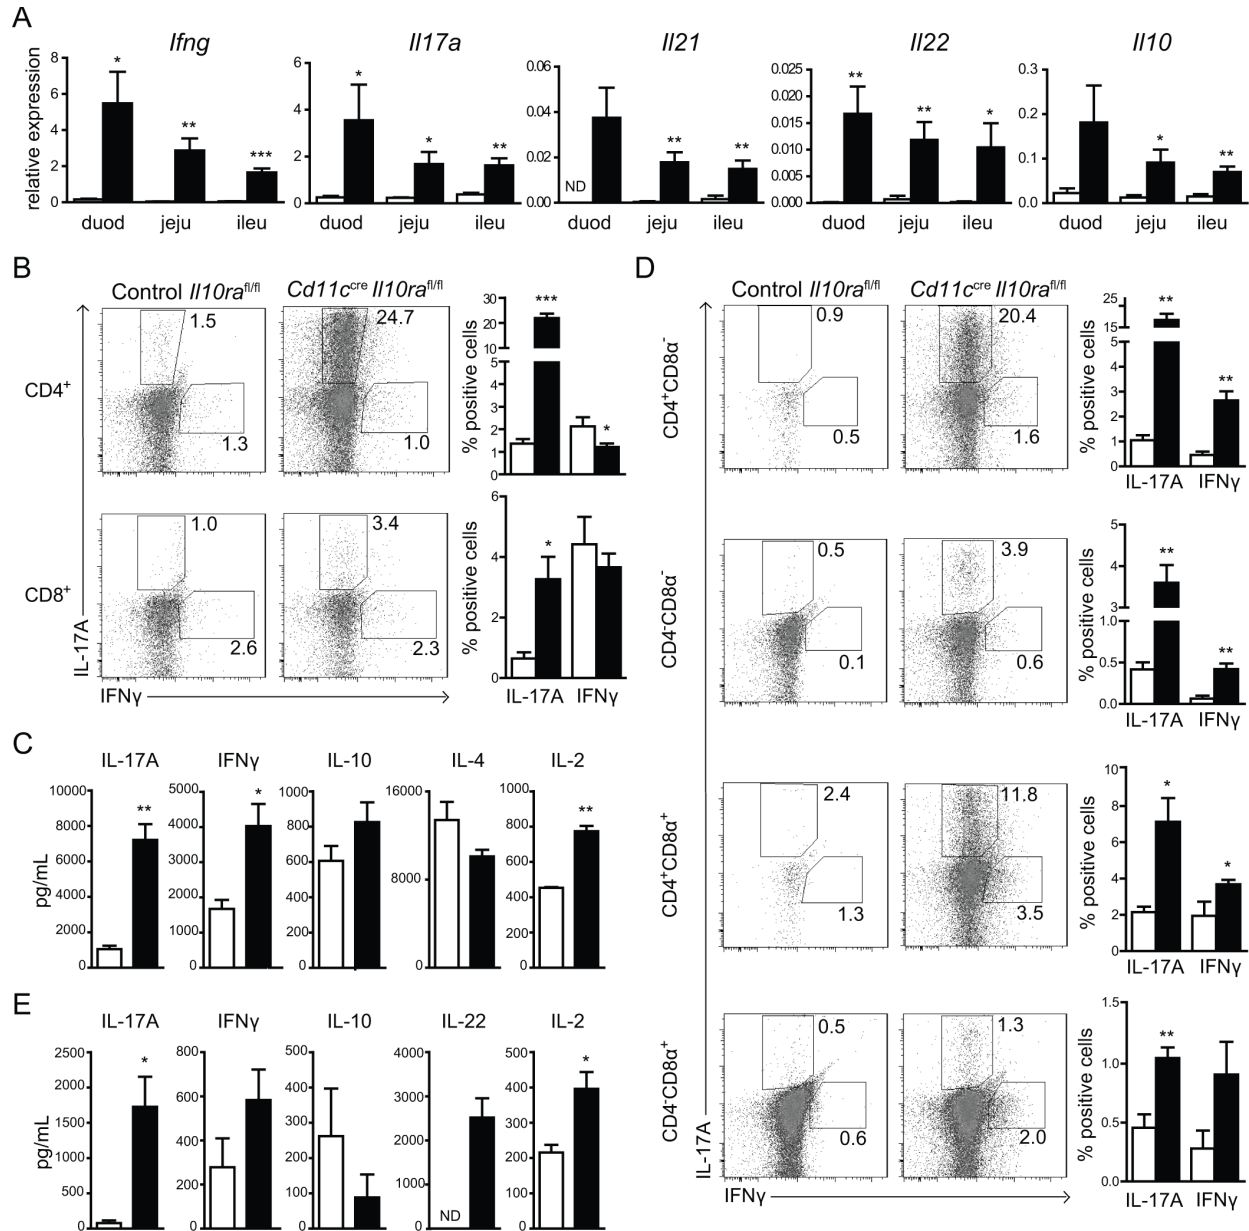 A
Ifng
Il17a
Il21
Il22
Il10
relative expression
8
6
4
2
0
*
**
***
duod
jeju
ileu
6
4
2
0
*
*
**
duod
jeju
ileu
0.06
0.04
0.02
0.00
ND
**
**
duod
jeju
ileu
0.025
0.020
0.015
0.010
0.005
0.000
**
**
*
duod
jeju
ileu
0.3
0.2
0.1
0.0
*
**
duod
jeju
ileu
B
Control Il10ra fl/fl
Cd11c cre Il10ra fl/fl
CD4+
1.5
1.3
24.7
1.0
% positive cells
30
20
10
5
4
3
2
1
0
***
*
CD8+
1.0
2.6
3.4
2.3
% positive cells
6
4
2
0
*
IL-17A
IFNγ
IL-17A
IFNγ
C
IL-17A
IFNγ
IL-10
IL-4
IL-2
pg/mL
10000
8000
6000
4000
2000
0
**
5000
4000
3000
2000
1000
0
*
1000
800
600
400
200
0
16000
8000
0
1000
800
600
400
200
0
**
E
IL-17A
IFNγ
IL-10
IL-22
IL-2
pg/mL
2500
2000
1500
1000
500
0
*
800
600
400
200
0
500
400
300
200
100
0
4000
3000
2000
1000
0
ND
500
400
300
200
100
0
*
D
Control Il10ra fl/fl
Cd11c cre Il10ra fl/fl
CD4+CD8α-
0.9
0.5
20.4
1.6
% positive cells
25
15
5
4
3
2
1
0
**
**
IL-17A
IFNγ
CD4-CD8α-
0.5
0.1
3.9
0.6
% positive cells
5
4
3
1.0
0.5
0.0
**
**
IL-17A
IFNγ
CD4+CD8α+
2.4
1.3
11.8
3.5
% positive cells
10
8
6
4
2
0
*
*
IL-17A
IFNγ
CD4-CD8α+
0.5
0.6
1.3
2.0
% positive cells
1.5
1.0
0.5
0.0
**
IL-17A
IFNγ
IL-17A
IFNγ